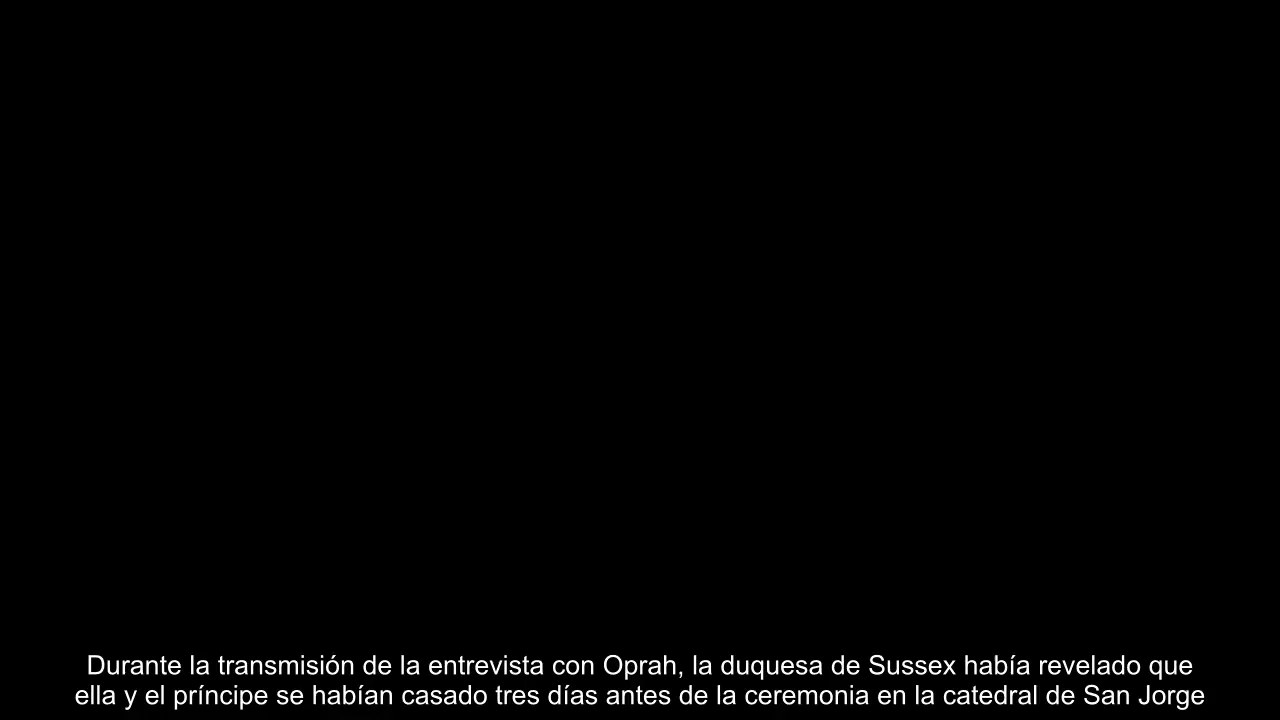 Durante la transmisión de la entrevista con Oprah, la duquesa de Sussex había revelado que
ella y el príncipe se habían casado tres días antes de la ceremonia en la catedral de San Jorge